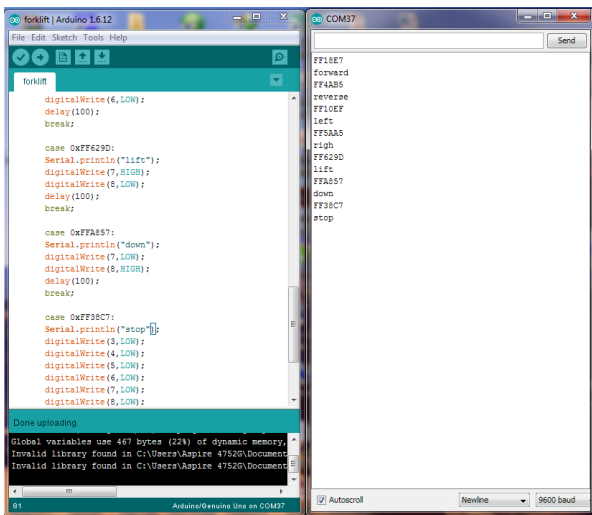 forklift | Arduino 1.6.12
File Edit Sketch Tools Help
forklift
digitalWrite(6,LOW);
delay(100);
break;
case 0xFF629D:
Serial.println("lift");
digitalWrite(7,HIGH);
digitalWrite(8,LOW);
delay(100);
break;
case 0xFFA857:
Serial.println("down");
digitalWrite(7,LOW);
digitalWrite(8,HIGH);
delay(100);
break;
case 0xFF38C7:
Serial.println("stop");
digitalWrite(3,LOW);
digitalWrite(4,LOW);
digitalWrite(5,LOW);
digitalWrite(6,LOW);
digitalWrite(7,LOW);
digitalWrite(8,LOW);
Done uploading.
Global variables use 467 bytes (22%) of dynamic memory,
Invalid library found in C:\Users\Aspire 4752G\Document
Invalid library found in C:\Users\Aspire 4752G\Document
81
Arduino/Genuino Uno on COM37
COM37
Send
FF18E7
forward
FF4AB5
reverse
FF10EF
left
FF5AA5
righ
FF629D
lift
FFA857
down
FF38C7
stop
Autoscroll
Newline
9600 baud